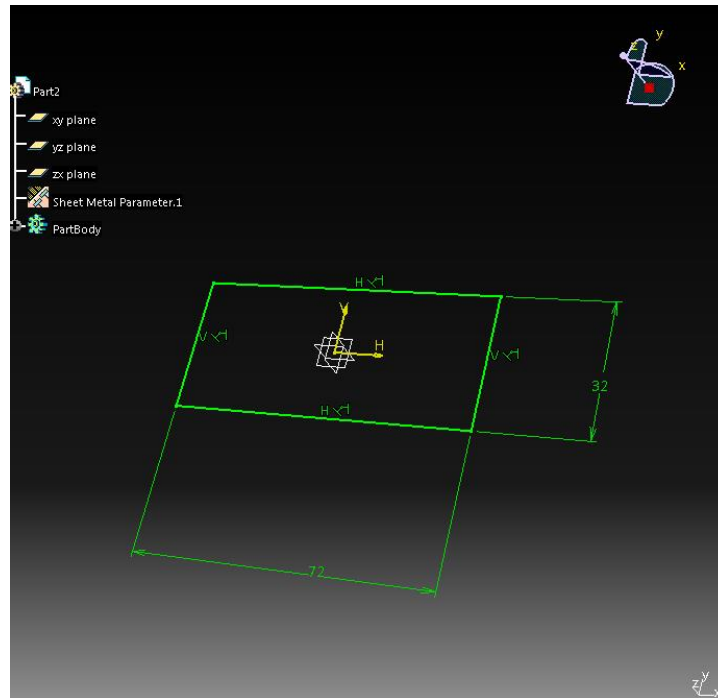 y
z
x
Part2
xy plane
yz plane
zx plane
Sheet Metal Parameter.1
PartBody
H
V
V
H
V
H
32
72
y
z
x